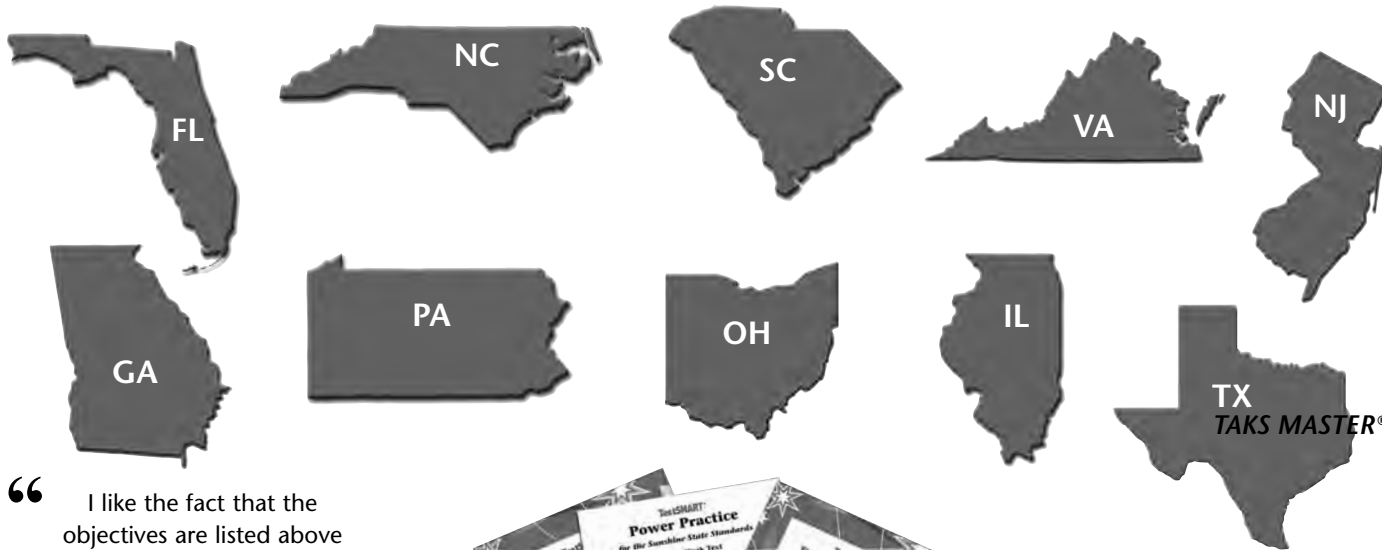 FL
NC
SC
VA
NJ
GA
PA
OH
IL
TX
TAKS MASTER®
“ I like the fact that the
objectives are listed above
TestSMART®
Power Practice
for the Sunshine State Standards
Test